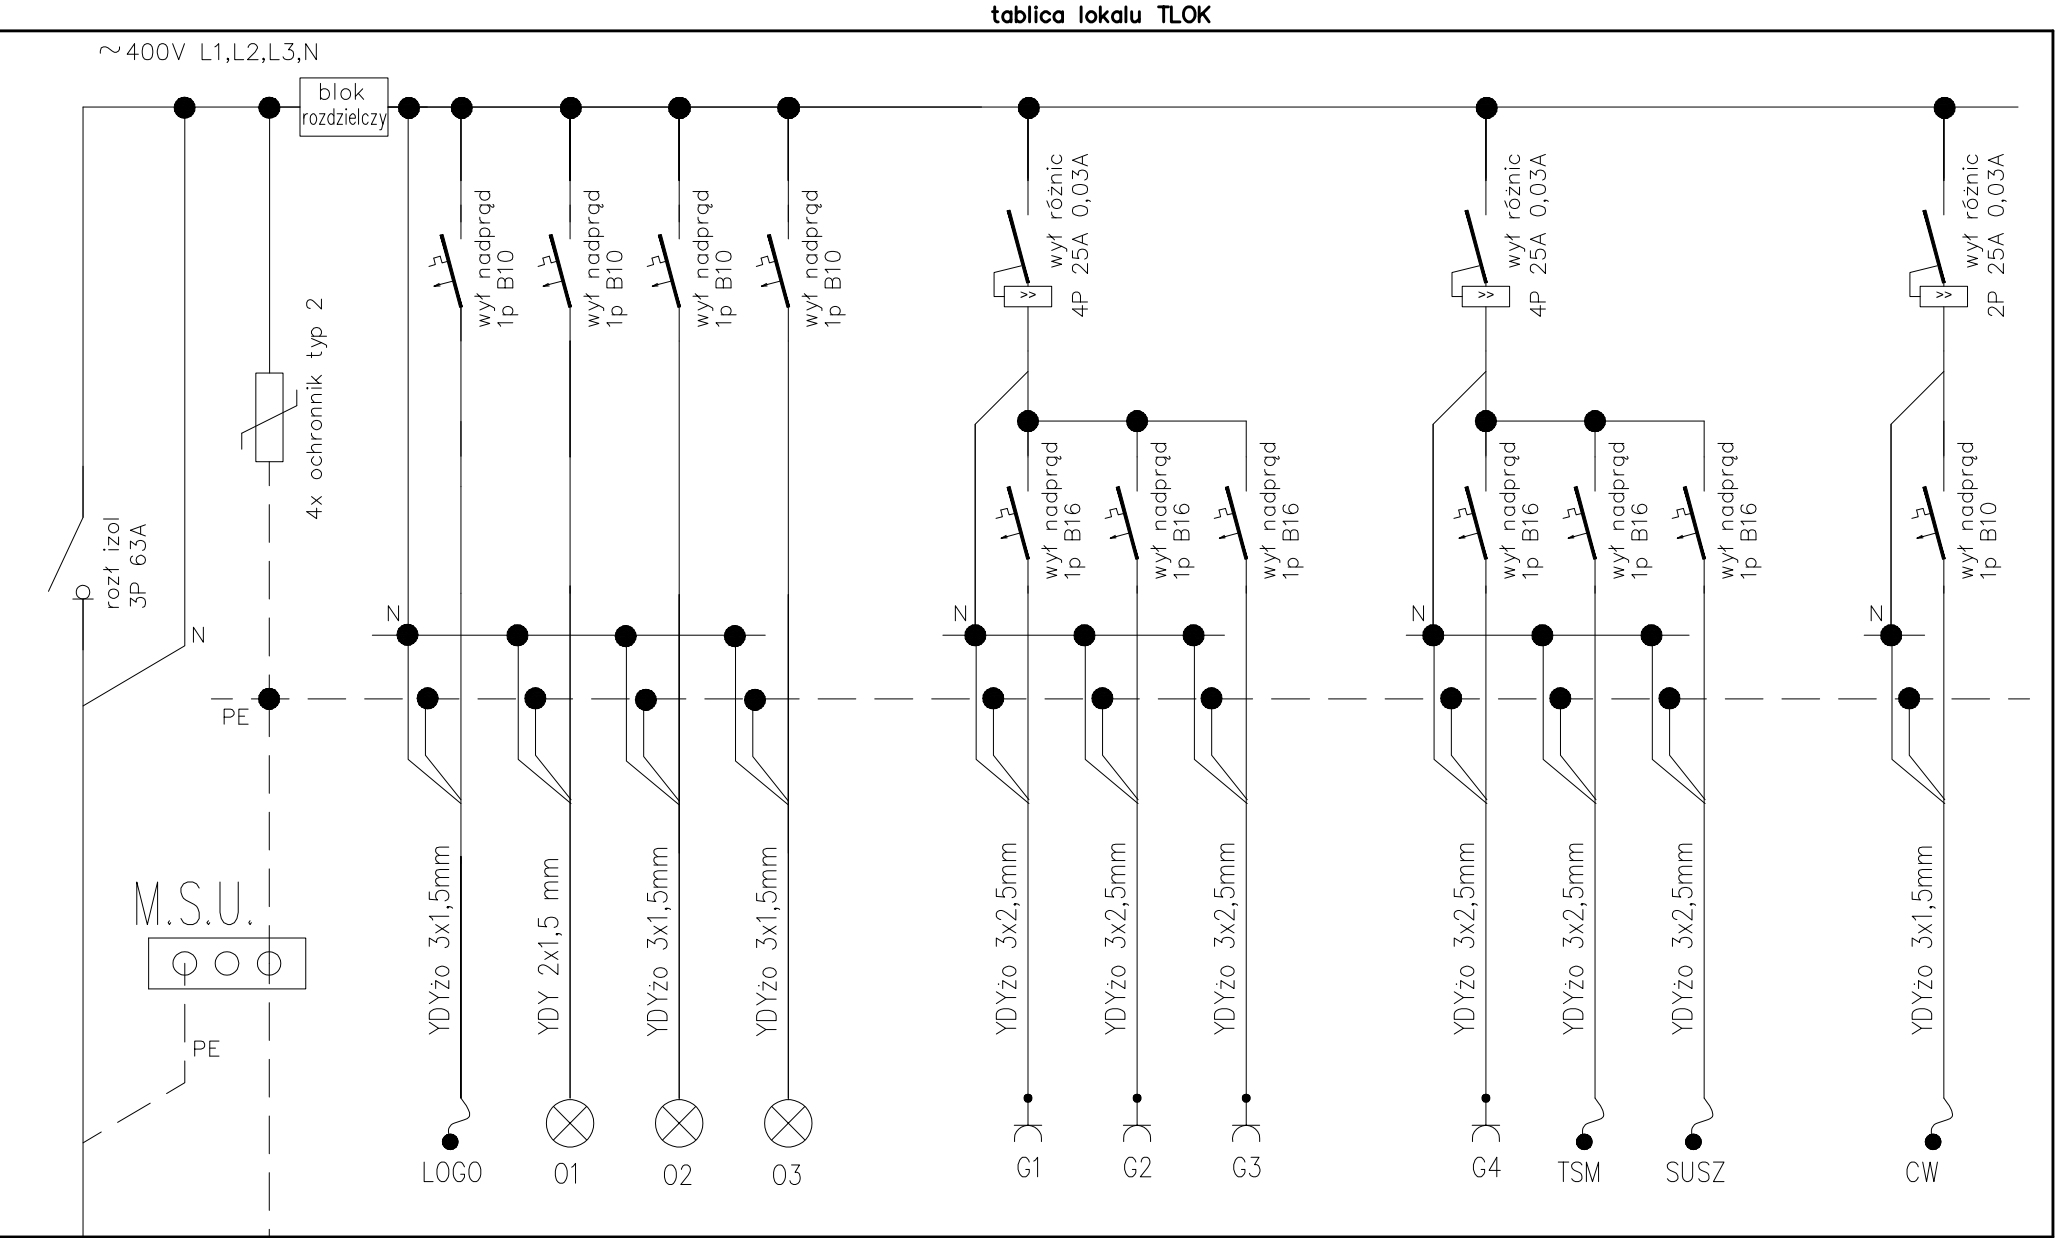 tablica lokalu TLOK
~400V L1,L2,L3,N
blok
rozdzielczy
wył nadprąd
1p B10
wył nadprąd
1p B10
wył nadprąd
1p B10
wył nadprąd
1p B10
wył różnic
4P 25A 0,03A
wył różnic
4P 25A 0,03A
wył różnic
2P 25A 0,03A
>>
>>
>>
4x ochronnik typ 2
rozł izol
3P 63A
wył nadprąd
1p B16
wył nadprąd
1p B16
wył nadprąd
1p B16
wył nadprąd
1p B16
wył nadprąd
1p B16
wył nadprąd
1p B16
wył nadprąd
1p B10
N
N
N
N
N
PE
M.S.U.
PE
YDYżo 3x1,5mm
YDY 2x1,5 mm
YDYżo 3x1,5mm
YDYżo 3x1,5mm
YDYżo 3x2,5mm
YDYżo 3x2,5mm
YDYżo 3x2,5mm
YDYżo 3x2,5mm
YDYżo 3x2,5mm
YDYżo 3x2,5mm
YDYżo 3x1,5mm
LOGO
O1
O2
O3
G1
G2
G3
G4
TSM
SUSZ
CW